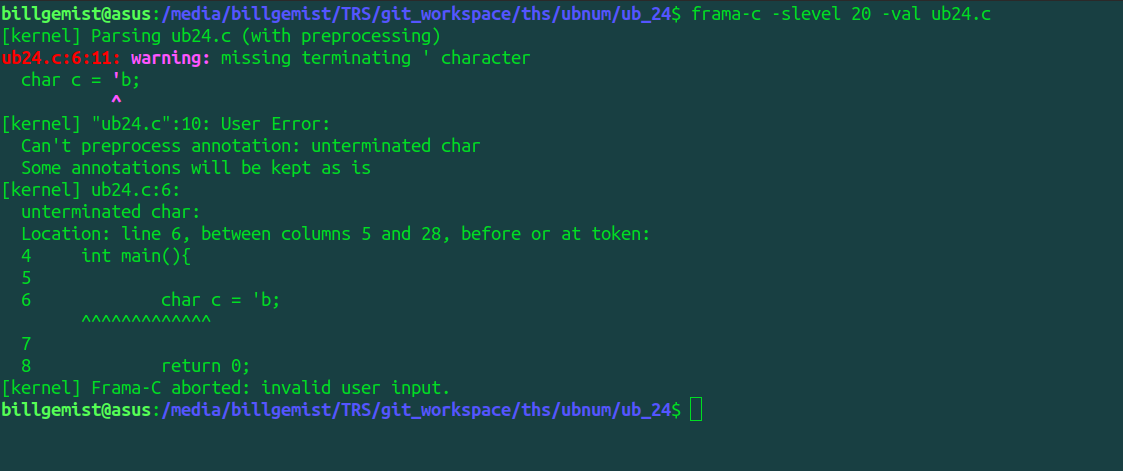 billgemist@asus:/media/billgemist/TRS/git_workspace/ths/ubnum/ub_24$ frama-c -slevel 20 -val ub24.c
[kernel] Parsing ub24.c (with preprocessing)
ub24.c:6:11: warning: missing terminating ' character
  char c = 'b;
           ^
[kernel] "ub24.c":10: User Error:
  Can't preprocess annotation: unterminated char
  Some annotations will be kept as is
[kernel] ub24.c:6:
  unterminated char:
  Location: line 6, between columns 5 and 28, before or at token:
  4     int main(){
  5
  6             char c = 'b;
        ^^^^^^^^^^^^^
  7
  8             return 0;
[kernel] Frama-C aborted: invalid user input.
billgemist@asus:/media/billgemist/TRS/git_workspace/ths/ubnum/ub_24$